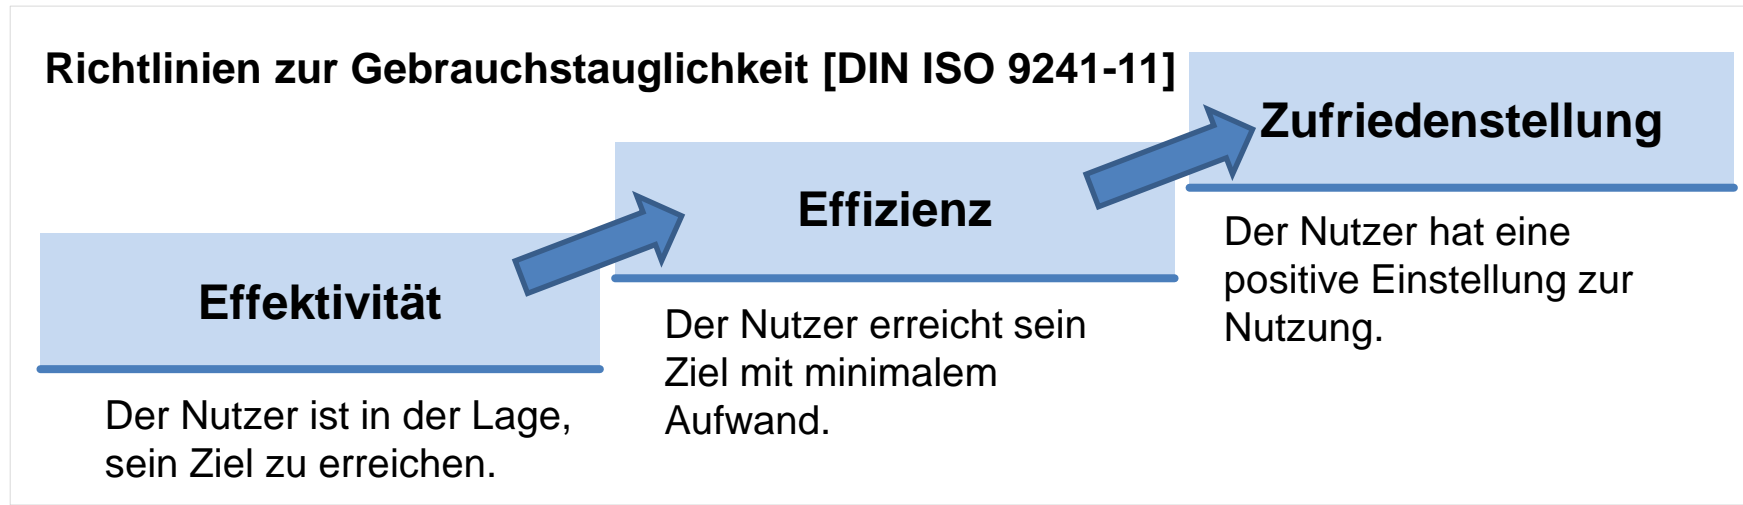 Richtlinien zur Gebrauchstauglichkeit [DIN ISO 9241-11]
Effektivität
Der Nutzer ist in der Lage,
sein Ziel zu erreichen.
Effizienz
Der Nutzer erreicht sein
Ziel mit minimalem
Aufwand.
Zufriedenstellung
Der Nutzer hat eine
positive Einstellung zur
Nutzung.